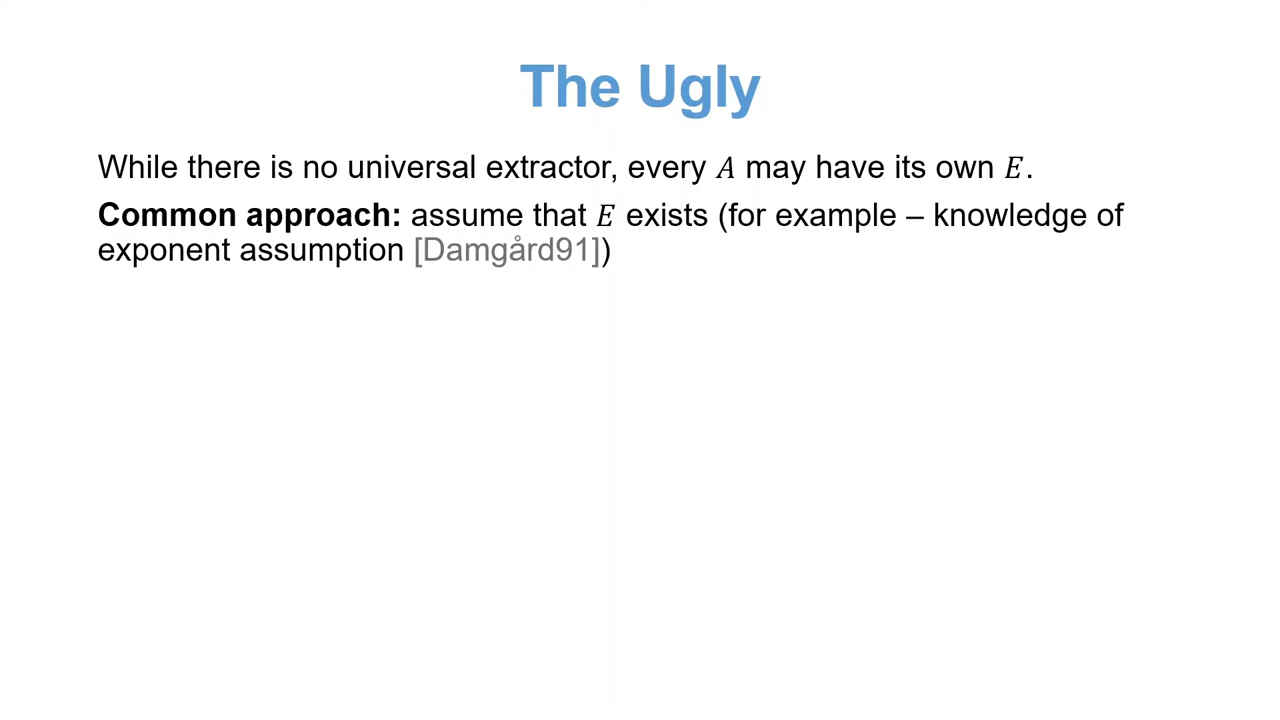 The Ugly
While there is no universal extractor, every A may have its own E.
Common approach: assume that E exists (for example – knowledge of
exponent assumption [Damgård91])